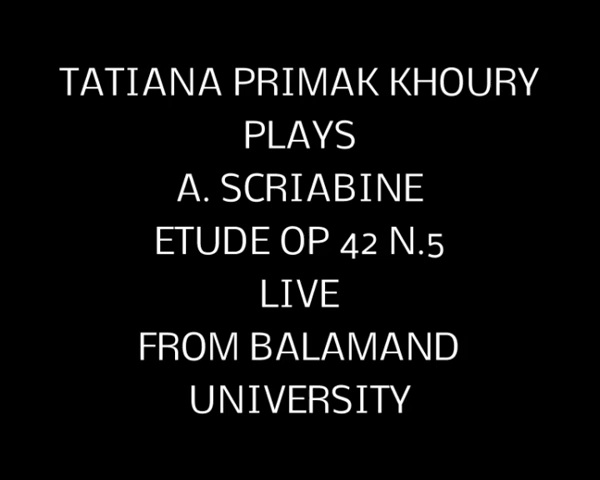 TATIANA PRIMAK KHOURY
PLAYS
A. SCRIABINE
ETUDE OP 42 N.5
LIVE
FROM BALAMAND
UNIVERSITY